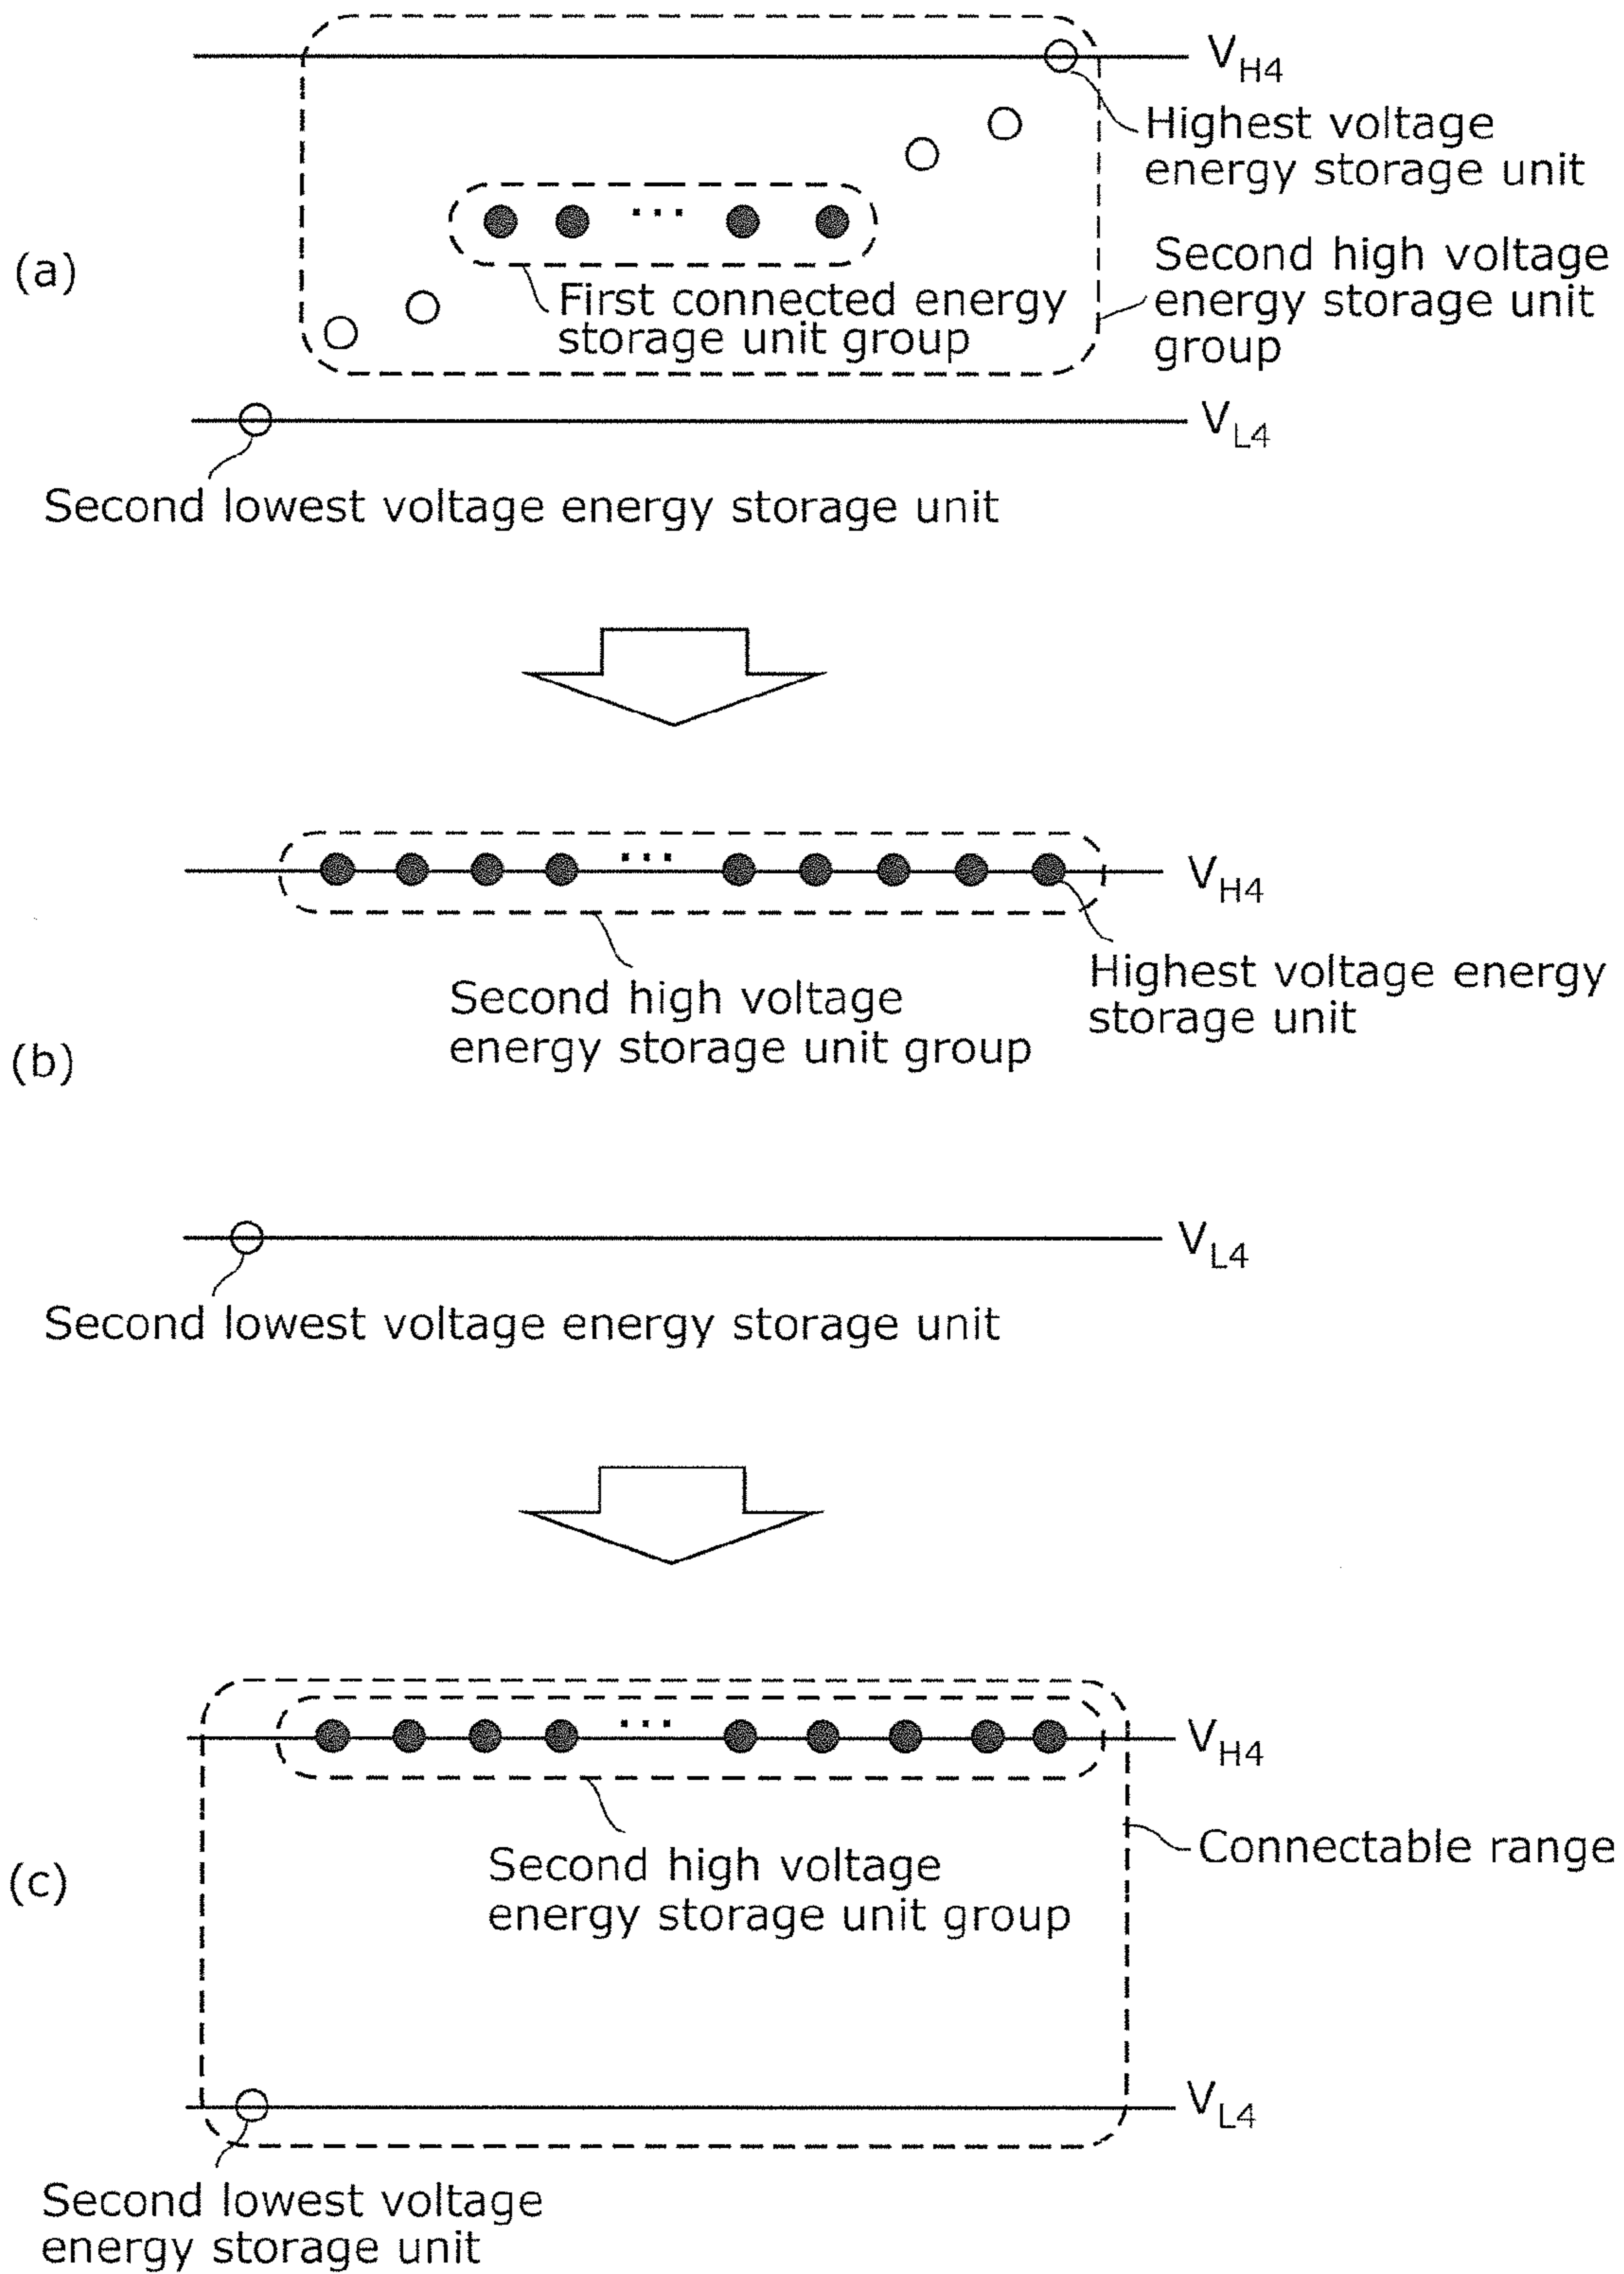 V_H4
Highest voltage
energy storage unit
...
(a)
Second high voltage
energy storage unit
group
First connected energy
storage unit group
V_L4
Second lowest voltage energy storage unit
...
V_H4
Highest voltage energy
storage unit
Second high voltage
energy storage unit group
(b)
V_L4
Second lowest voltage energy storage unit
...
V_H4
Connectable range
Second high voltage
energy storage unit group
(c)
V_L4
Second lowest voltage
energy storage unit